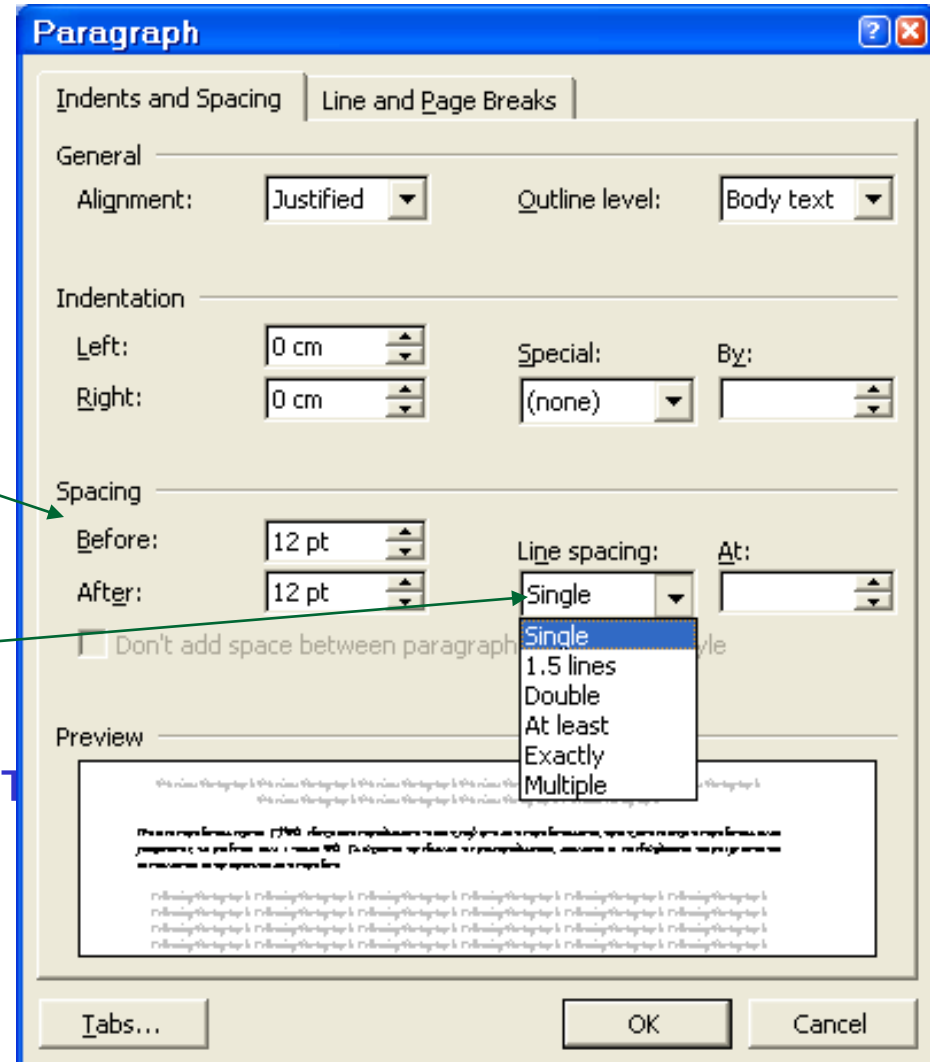 Paragraph
Indents and Spacing Line and Page Breaks
General
Alignment: Justified Outline level: Body text
Indentation
Left: 0 cm Special: By:
Right: 0 cm (none)
Spacing
Before: 12 pt Line spacing: At:
After: 12 pt Single
Don't add space between paragraph
Single
1.5 lines
Double
At least
Exactly
Multiple
Preview
T
Tabs... OK Cancel